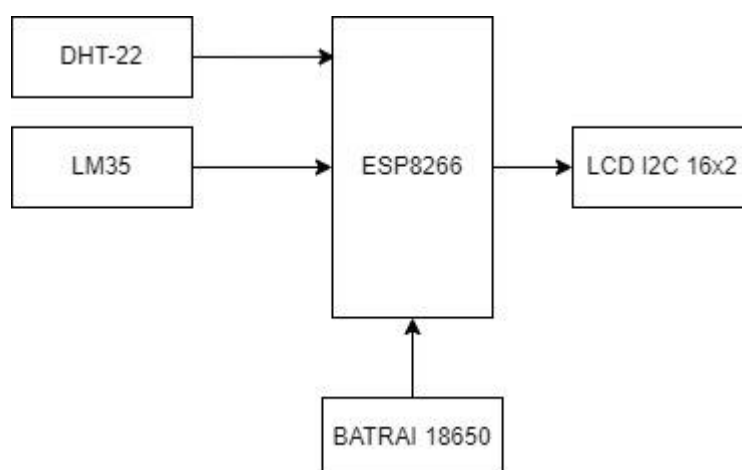 DHT-22
LM35
ESP8266
LCD I2C 16x2
BATRAI 18650